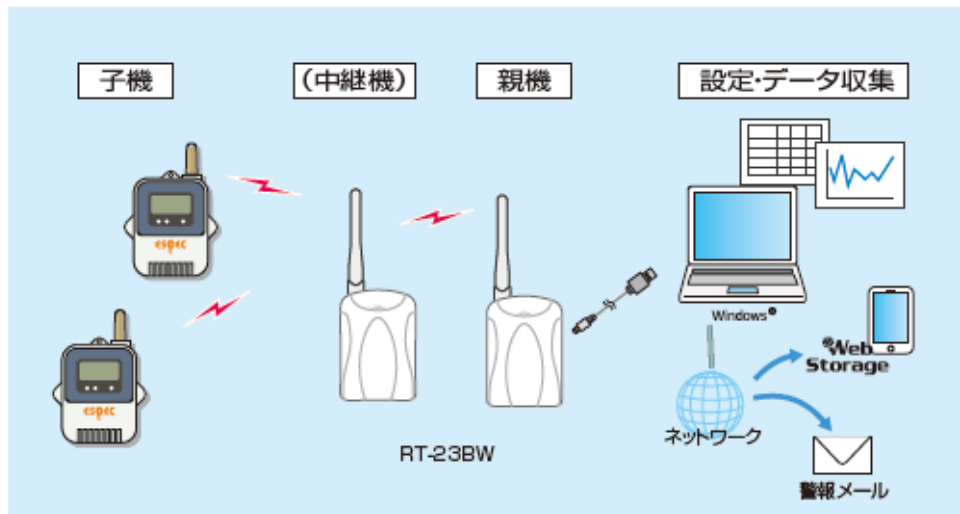 子機
(中継機)
親機
設定・データ収集
espec
espec
Windows®
Web
Storage
ネットワーク
RT-23BW
警報メール